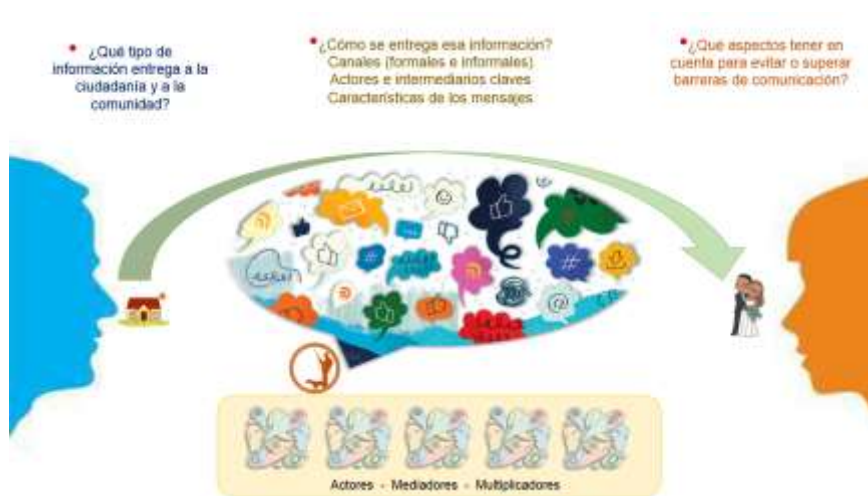 • ¿Qué tipo de
información entrega a la
ciudadanía y a la
comunidad?
• ¿Cómo se entrega esa información?
Canales (formales e informales)
Actores e intermediarios claves
Características de los mensajes
• ¿Qué aspectos tener en
cuenta para evitar o superar
barreras de comunicación?
#
#
@
Actores - Mediadores - Multiplicadores